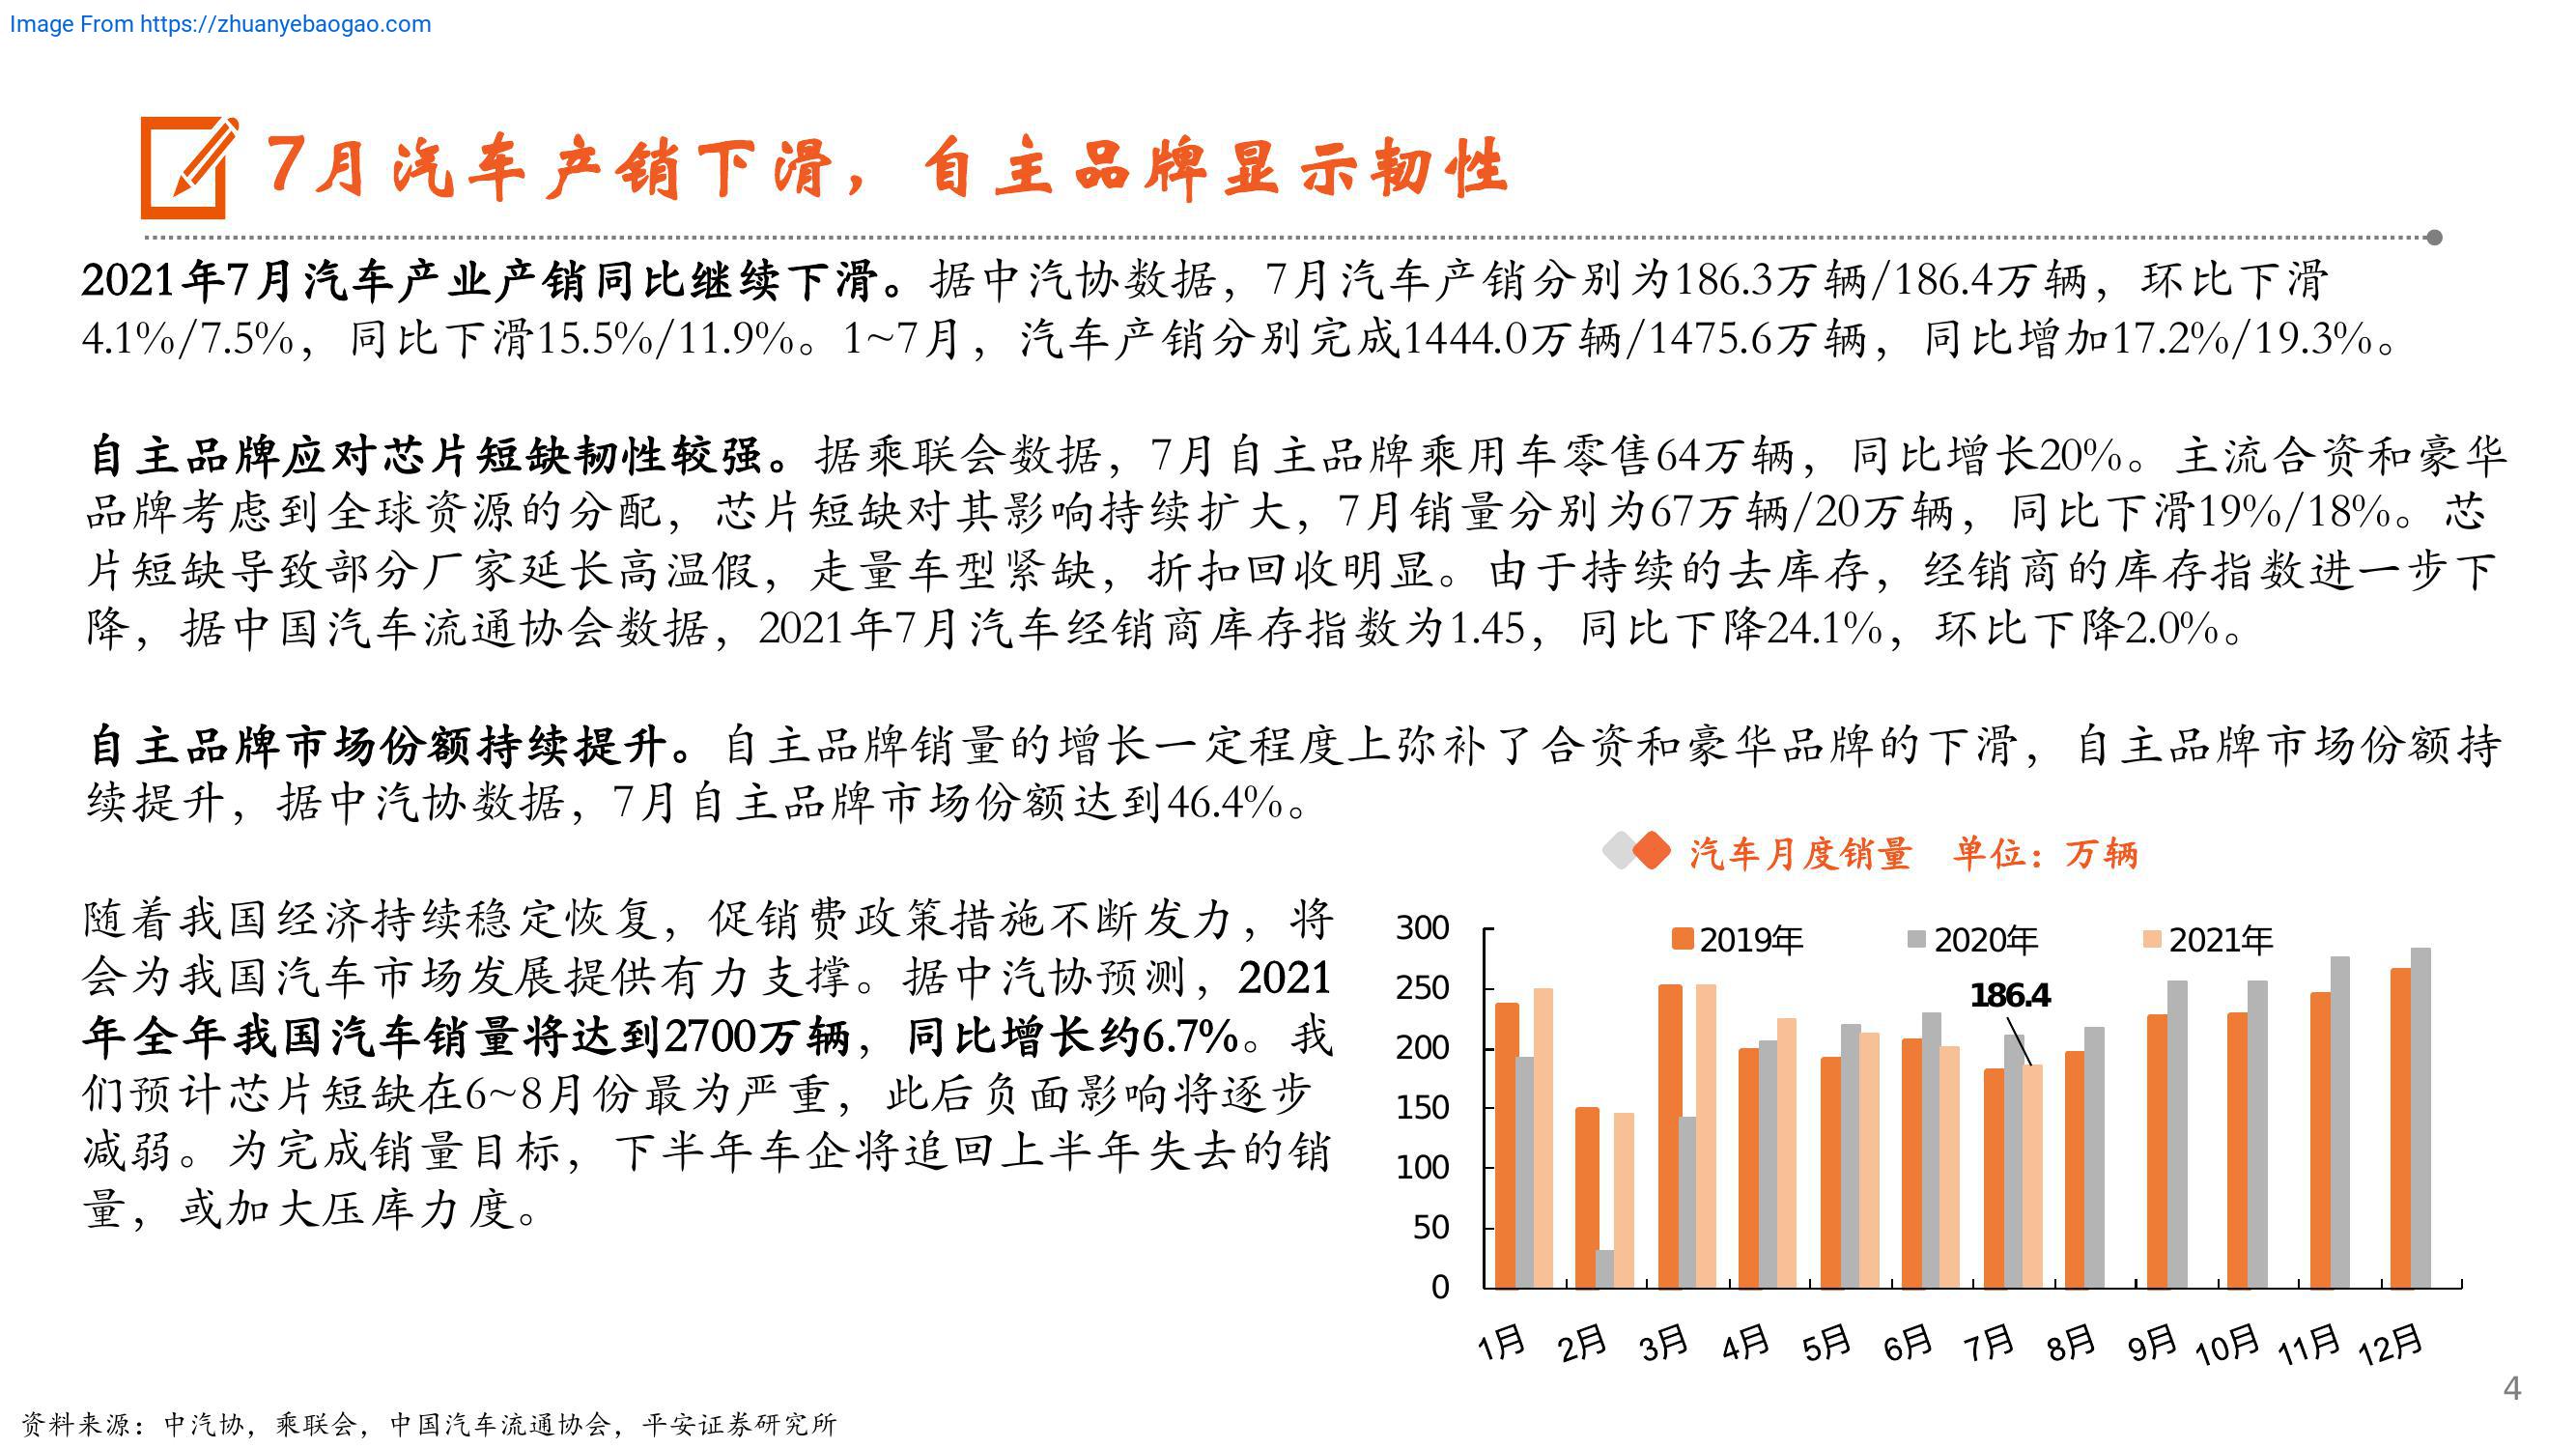 Image From https://zhuanyebaogao.com
7月汽车产销下滑，自主品牌显示韧性
2021年7月汽车产业产销同比继续下滑。据中汽协数据，7月汽车产销分别为186.3万辆/186.4万辆，环比下滑
4.1%/7.5%，同比下滑15.5%/11.9%。1~7月，汽车产销分别完成1444.0万辆/1475.6万辆，同比增加17.2%/19.3%。
自主品牌应对芯片短缺韧性较强。据乘联会数据，7月自主品牌乘用车零售64万辆，同比增长20%。主流合资和豪华
品牌考虑到全球资源的分配，芯片短缺对其影响持续扩大，7月销量分别为67万辆/20万辆，同比下滑19%/18%。芯
片短缺导致部分厂家延长高温假，走量车型紧缺，折扣回收明显。由于持续的去库存，经销商的库存指数进一步下
降，据中国汽车流通协会数据，2021年7月汽车经销商库存指数为1.45，同比下降24.1%，环比下降2.0%。
自主品牌市场份额持续提升。自主品牌销量的增长一定程度上弥补了合资和豪华品牌的下滑，自主品牌市场份额持
续提升，据中汽协数据，7月自主品牌市场份额达到46.4%。
随着我国经济持续稳定恢复，促销费政策措施不断发力，将
会为我国汽车市场发展提供有力支撑。据中汽协预测，2021
年全年我国汽车销量将达到2700万辆，同比增长约6.7%。我
们预计芯片短缺在6~8月份最为严重，此后负面影响将逐步
减弱。为完成销量目标，下半年车企将追回上半年失去的销
量，或加大压库力度。
汽车月度销量 单位：万辆
2019年 2020年 2021年
300
250
200
150
100
50
0
186.4
1月 2月 3月 4月 5月 6月 7月 8月 9月 10月 11月 12月
4
资料来源：中汽协，乘联会，中国汽车流通协会，平安证券研究所